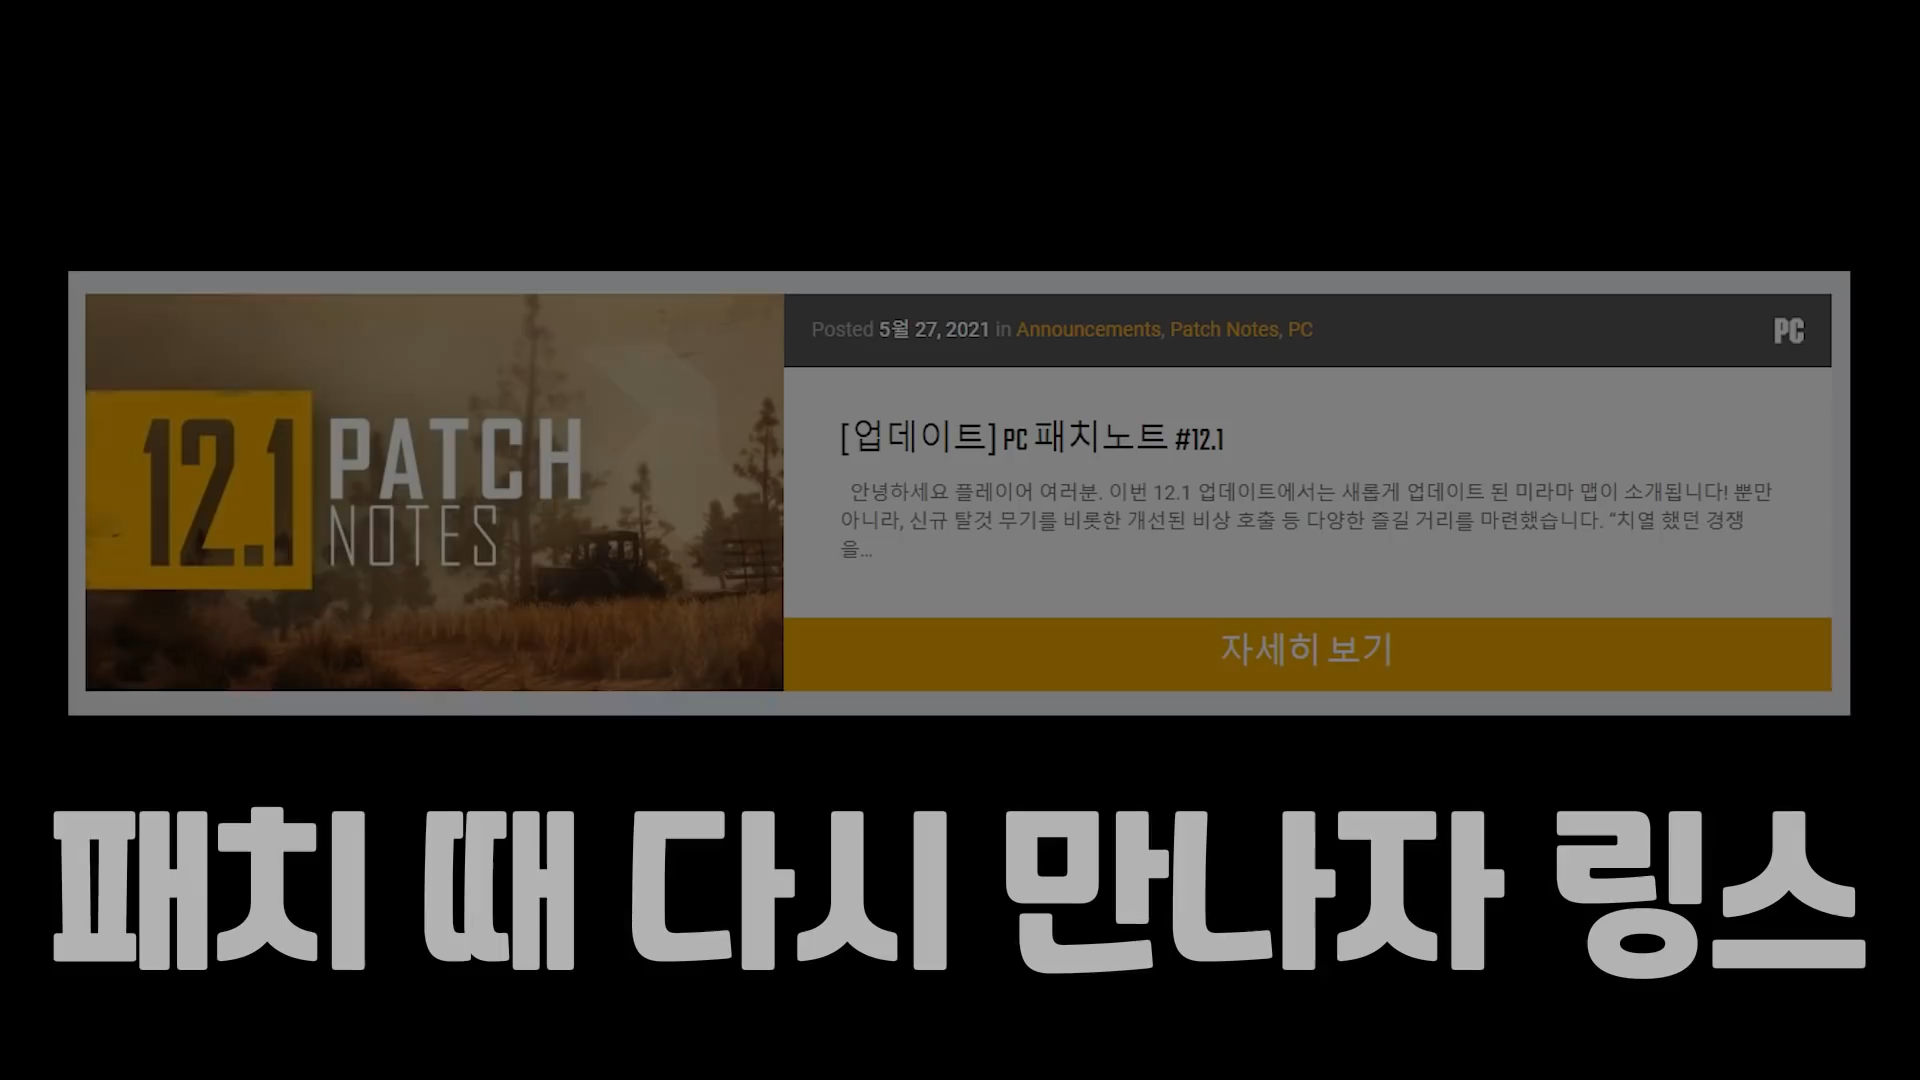 12.1 PATCH
NOTES
Posted 5월 27, 2021 in Announcements, Patch Notes, PC
PC
[업데이트] PC 패치노트 #12.1
안녕하세요 플레이어 여러분. 이번 12.1 업데이트에서는 새롭게 업데이트 된 미라마 맵이 소개됩니다! 뿐만
아니라, 신규 탈것 무기를 비롯한 개선된 비상 호출 등 다양한 즐길 거리를 마련했습니다. “치열 했던 경쟁
을...
자세히 보기
패치 때 다시 만나자 링스